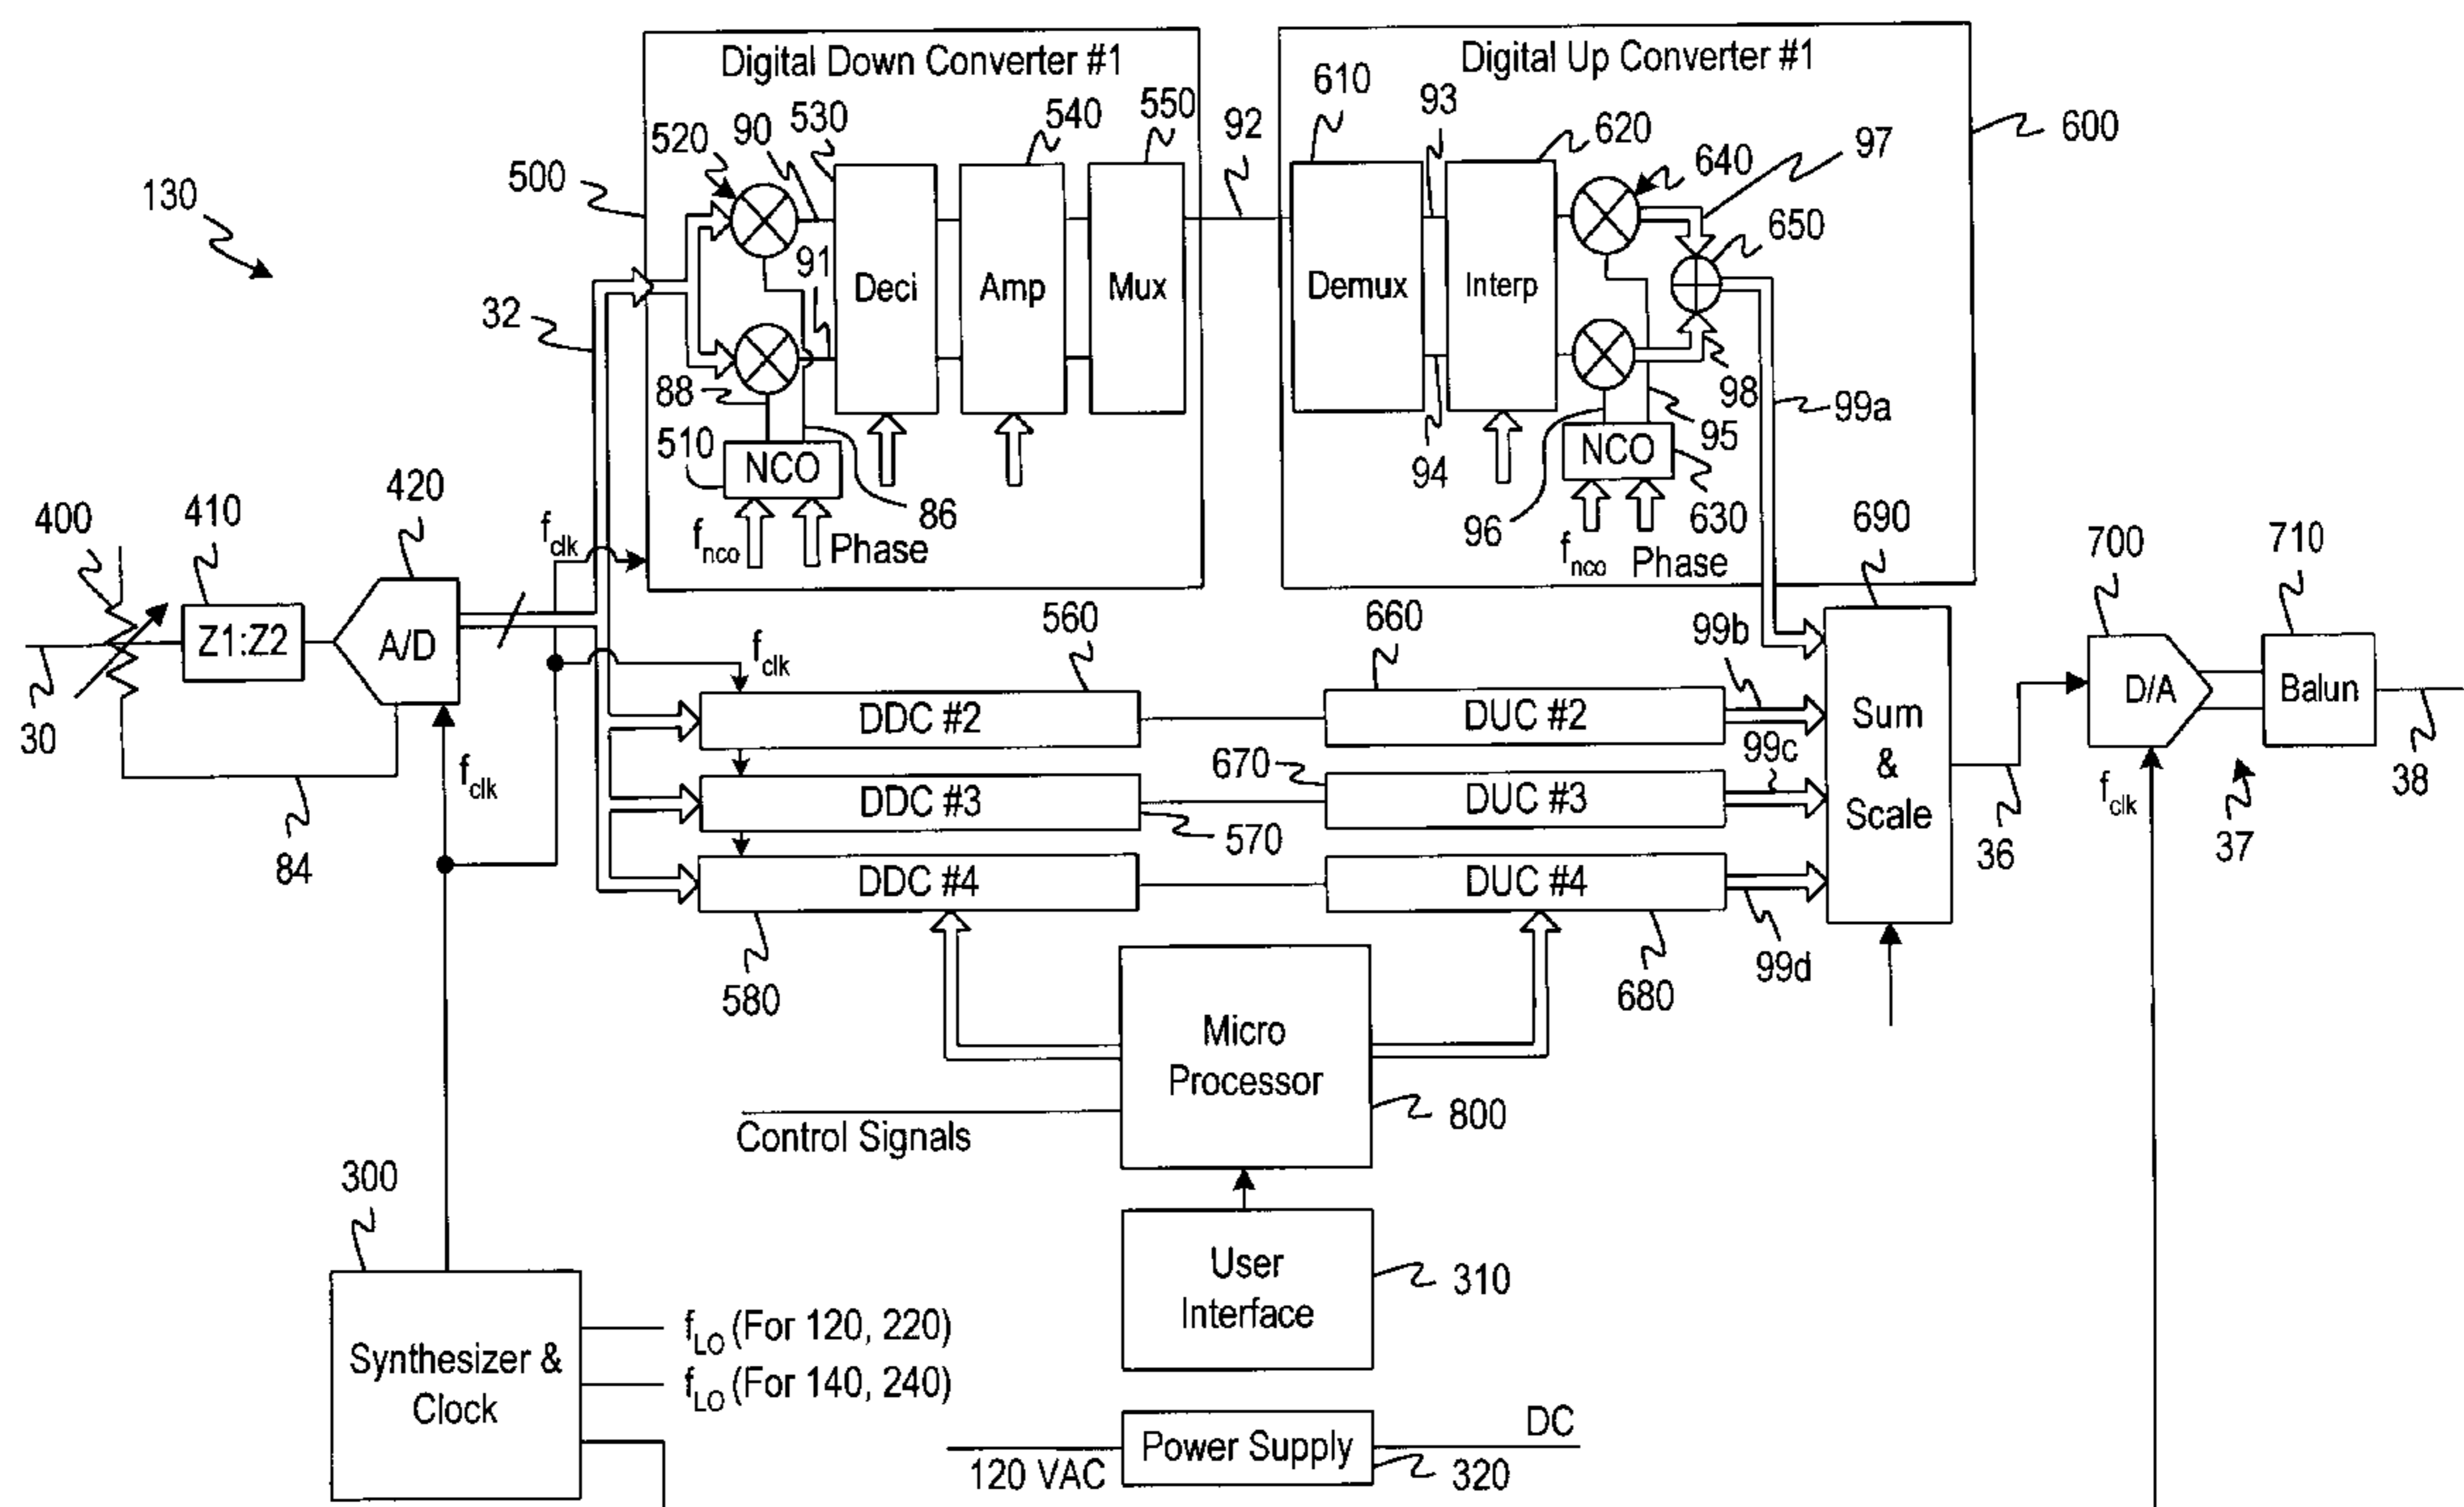 Digital Down Converter #1
Digital Up Converter #1
130
500
520
90
530
540
550
92
610
93
620
640
97
600
650
32
91
Deci
Amp
Mux
Demux
Interp
88
510
NCO
86
f_nco
Phase
94
96
NCO
95
98
99a
630
f_nco
Phase
400
410
420
f_clk
30
Z1:Z2
A/D
84
f_clk
f_clk
560
660
99b
690
700
710
DDC #2
DUC #2
99c
DDC #3
670
DUC #3
570
DDC #4
DUC #4
99d
580
680
Sum
&
Scale
D/A
Balun
36
f_clk
37
38
Micro
Processor
800
Control Signals
300
User
Interface
310
Synthesizer &
Clock
f_LO (For 120, 220)
f_LO (For 140, 240)
120 VAC
Power Supply
DC
320